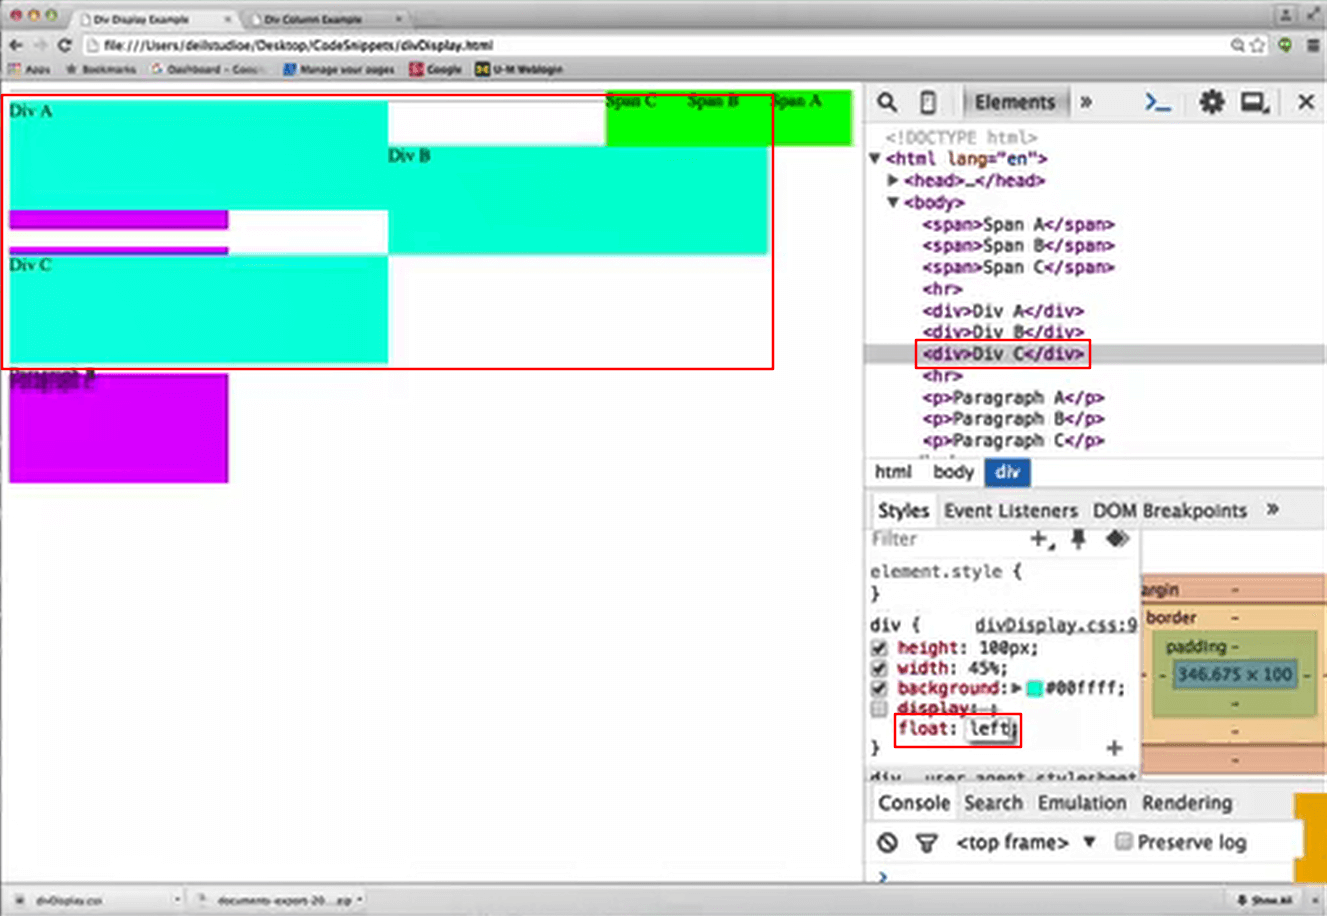 Div Display Example
Div Column Example
file:///Users/deilstudioe/Desktop/CodeSnippets/divDisplay.html
Apps Bookmarks Dashboard - Manage your pages Google U-M Weblogin
Div A
Span C Span B Span A
Div B
Div C
Elements
<!DOCTYPE html>
<html lang="en">
<head>…</head>
<body>
<span>Span A</span>
<span>Span B</span>
<span>Span C</span>
<hr>
<div>Div A</div>
<div>Div B</div>
<div>Div C</div>
<hr>
<p>Paragraph A</p>
<p>Paragraph B</p>
<p>Paragraph C</p>
html body div
Styles Event Listeners DOM Breakpoints »
Filter
element.style {
}
div { divDisplay.css:9
height: 100px;
width: 45%;
background: #00ffff;
display: ;
float: left;
}
div user agent stylesheet
argin -
border -
padding -
346.675 × 100
Console Search Emulation Rendering
<top frame> Preserve log
divDisplay.css
documents-export-20....zip
Show All